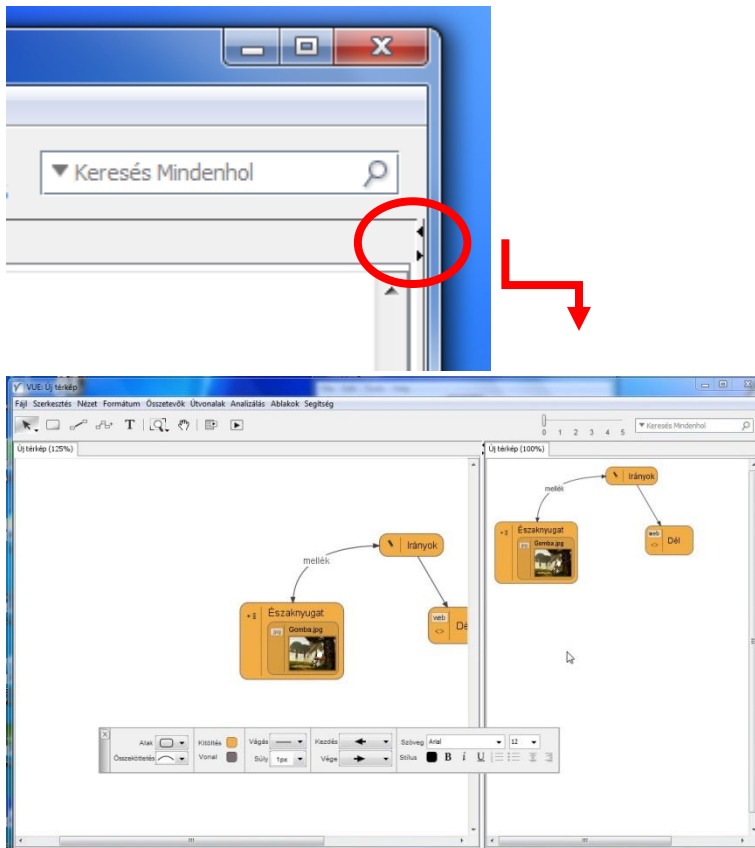 Keresés Mindenhol
VUE: Új térkép
Fájl Szerkesztés Nézet Formátum Összetevők Útvonalak Analizálás Ablakok Segítség
T
0 1 2 3 4 5
Keresés Mindenhol
Új térkép (125%)
Új térkép (100%)
Irányok
mellék
Északnyugat
jpg Gomba.jpg
web
<>
Dé
Irányok
mellék
Északnyugat
jpg Gomba.jpg
web
<>
Dél
Alak Kitöltés Vágás Kezdés Szöveg Arial 12
Összeköttetés Vonal Súly 1px Vége Stílus B i U